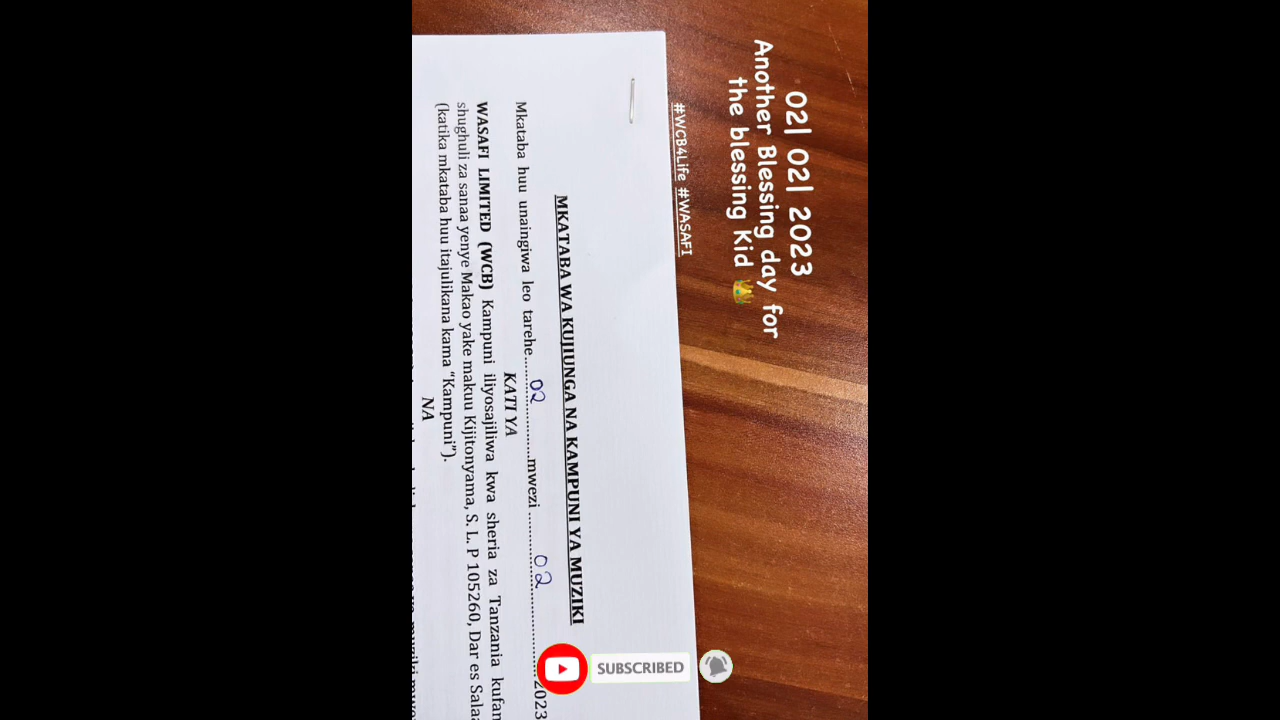 02| 02| 2023
Another Blessing day for
the blessing Kid
#WCB4Life #WASAFI
MKATABA WA KUJIUNGA NA KAMPUNI YA MUZIKI
Mkataba huu unaingiwa leo tarehe......02............mwezi ............02.............2023
KATI YA
WASAFI LIMITED (WCB) Kampuni iliyosajiliwa kwa sheria za Tanzania
shughuli za sanaa yenye Makao yake makuu Kijitonyama, S. L. P 105260, Dar es
(katika mkataba huu itajulikana kama “Kampuni”).
NA
SUBSCRIBED